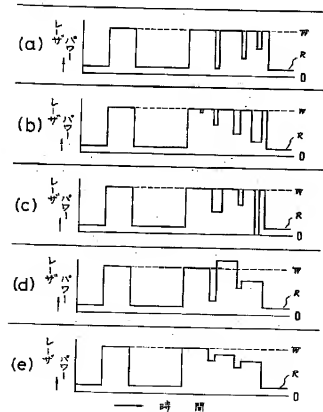 (a) レーザ パワー W R 0
(b) レーザ パワー W R 0
(c) レーザ パワー W R 0
(d) レーザ パワー W R 0
(e) レーザ パワー W R 0
時 間